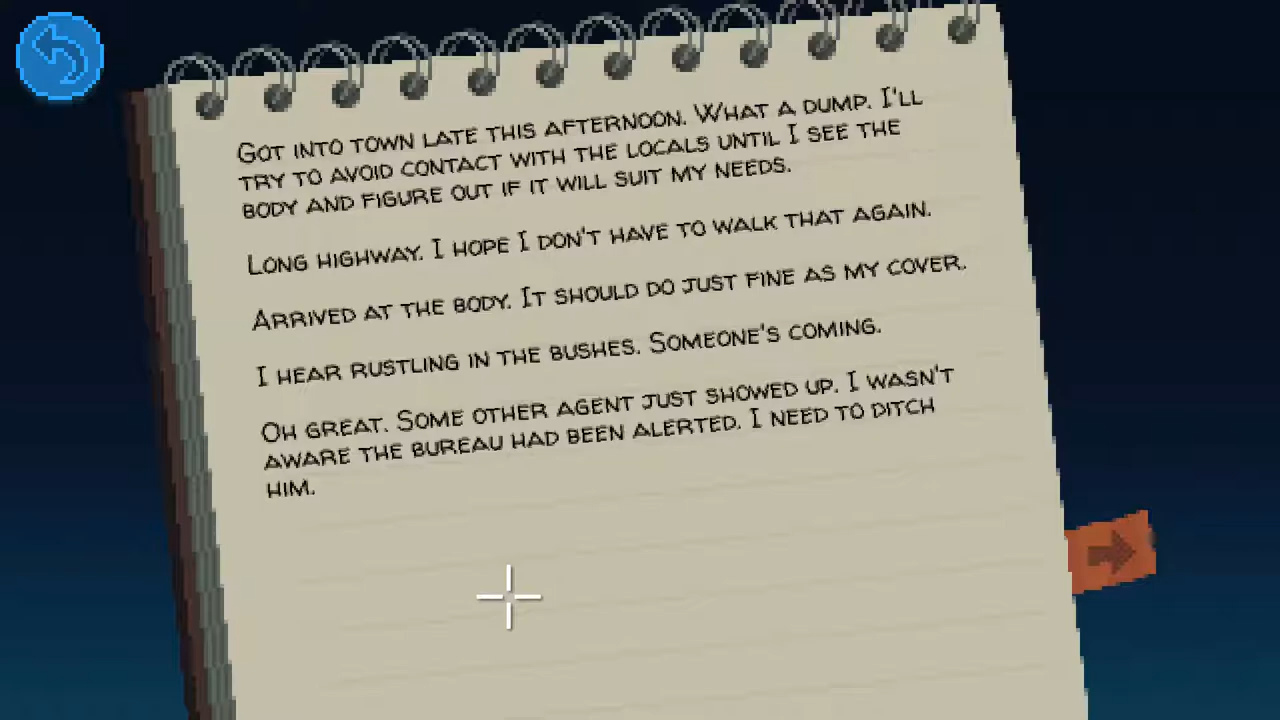 Got into town late this afternoon. What a dump. I'll
try to avoid contact with the locals until I see the
body and figure out if it will suit my needs.
Long highway. I hope I don't have to walk that again.
Arrived at the body. It should do just fine as my cover.
I hear rustling in the bushes. Someone's coming.
Oh great. Some other agent just showed up. I wasn't
aware the bureau had been alerted. I need to ditch
him.